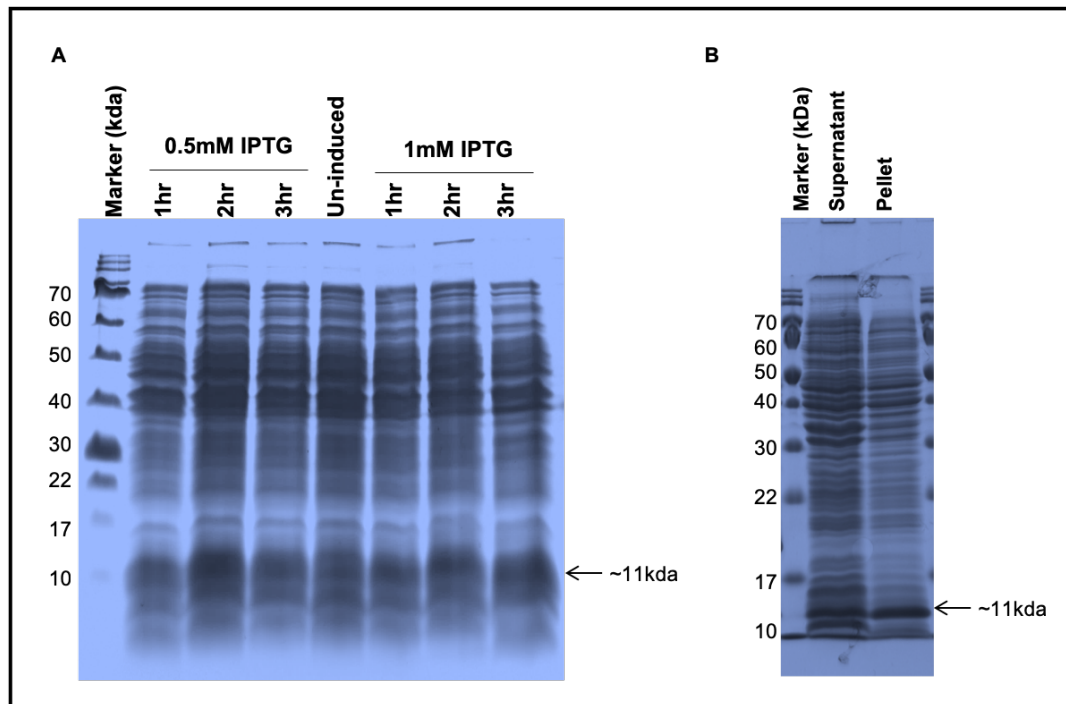 A
Marker (kda)
0.5mM IPTG
1hr
2hr
3hr
Un-induced
1mM IPTG
1hr
2hr
3hr
70
60
50
40
30
22
17
10
~11kda
B
Marker (kDa)
Supernatant
Pellet
70
60
50
40
30
22
17
10
~11kda